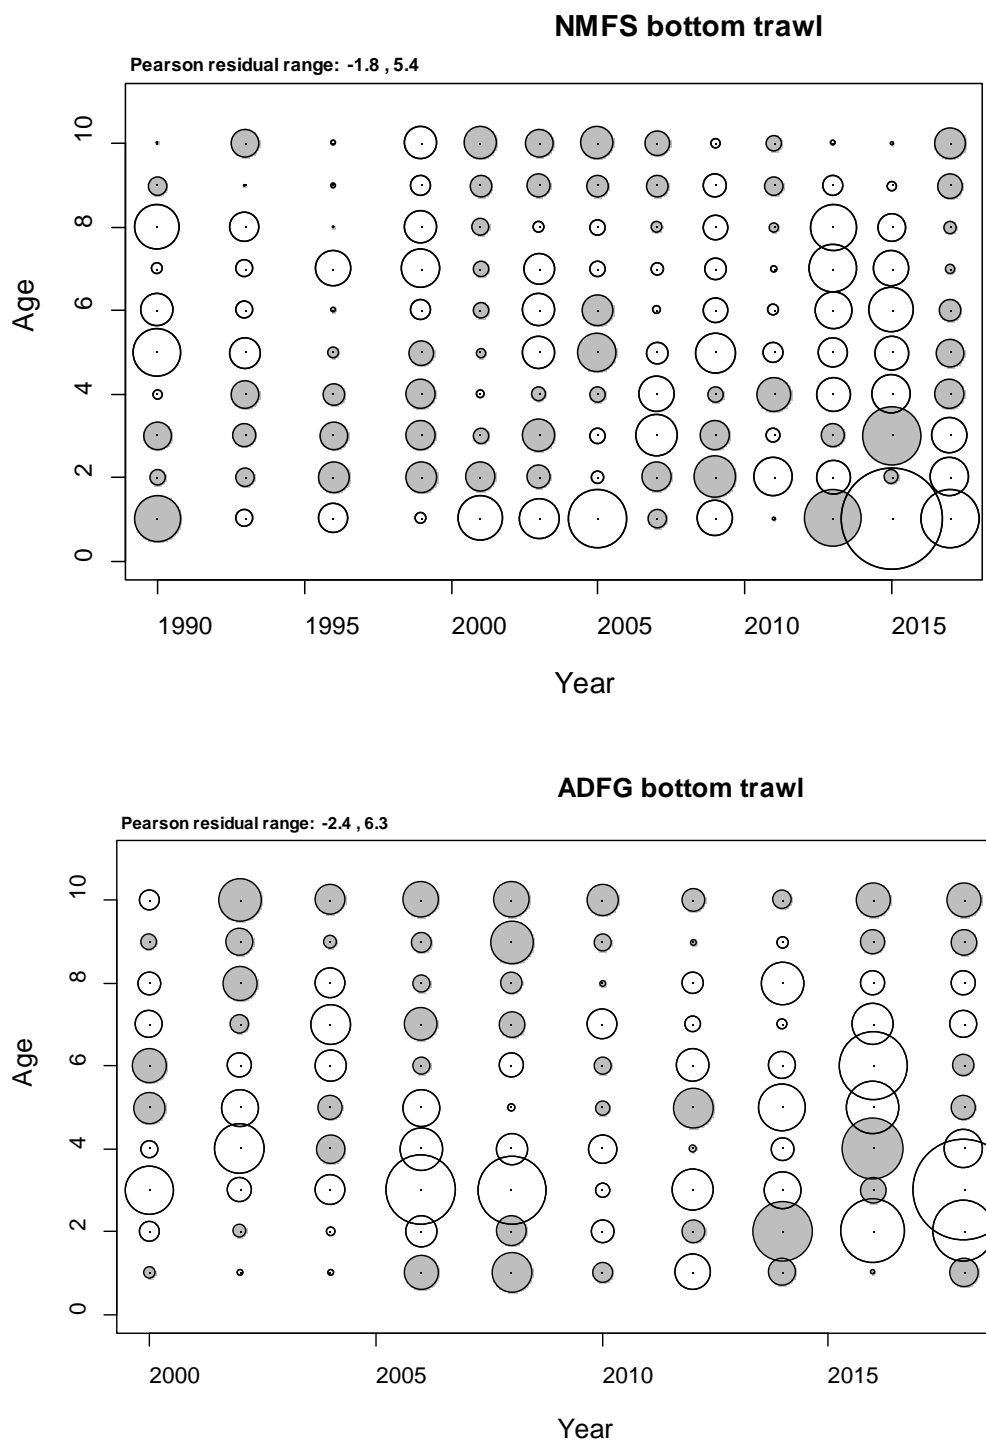 NMFS bottom trawl
Pearson residual range: -1.8 , 5.4
10
8
6
4
2
0
Age
1990 1995 2000 2005 2010 2015
Year
ADFG bottom trawl
Pearson residual range: -2.4 , 6.3
10
8
6
4
2
0
Age
2000 2005 2010 2015
Year